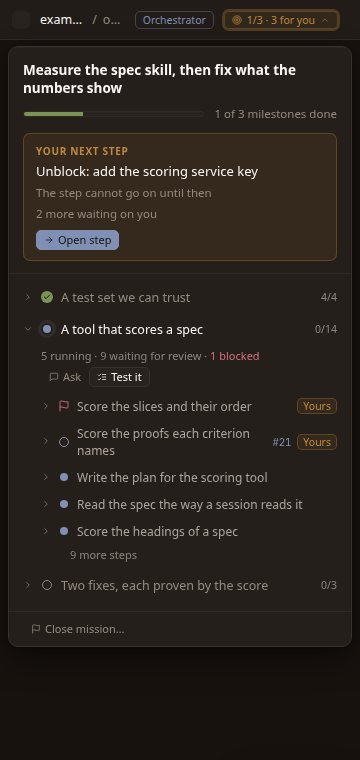 exam... / o... Orchestrator 1/3 · 3 for you
Measure the spec skill, then fix what the
numbers show
1 of 3 milestones done
YOUR NEXT STEP
Unblock: add the scoring service key
The step cannot go on until then
2 more waiting on you
Open step
A test set we can trust 4/4
A tool that scores a spec 0/14
5 running · 9 waiting for review · 1 blocked
Ask Test it
Score the slices and their order Yours
Score the proofs each criterion
names #21 Yours
Write the plan for the scoring tool
Read the spec the way a session reads it
Score the headings of a spec
9 more steps
Two fixes, each proven by the score 0/3
Close mission...